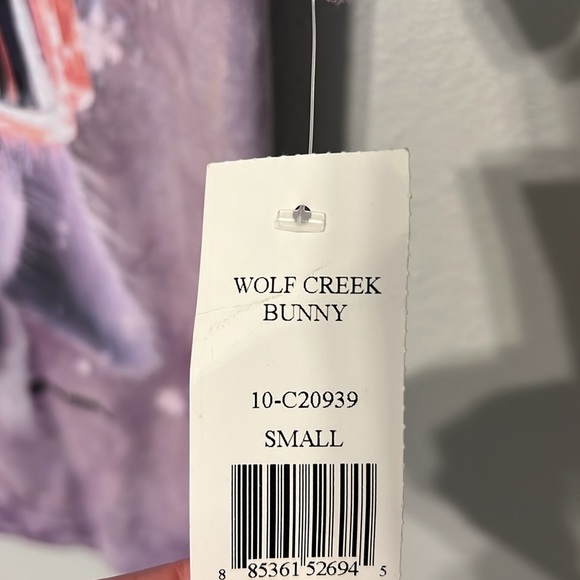 WOLF CREEK
BUNNY
10-C20939
SMALL
8 85361 52694 5